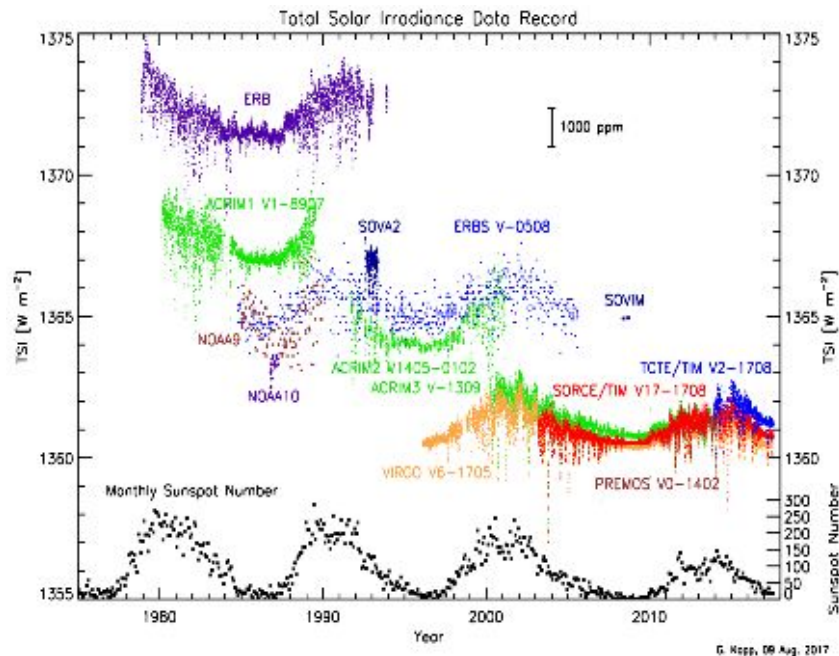 Total Solar Irradiance Data Record
1375
1370
1365
1360
1355
TSI [W m⁻²]
ERB
1000 ppm
ACRIM1 V1-8907
SOVA2
ERBS V-0508
SOVIM
NOAA9
NOAA10
ACRIM2 V1405-0102
ACRIM3 V-1309
TCTE/TIM V2-1708
SORCE/TIM V17-1708
VIRGO V6-1705
PREMOS V0-1402
Monthly Sunspot Number
1375
1370
1365
1360
TSI [W m⁻²]
300
250
200
150
100
50
0
Sunspot Number
1980
1990
2000
2010
Year
G. Kopp, 09 Aug. 2017